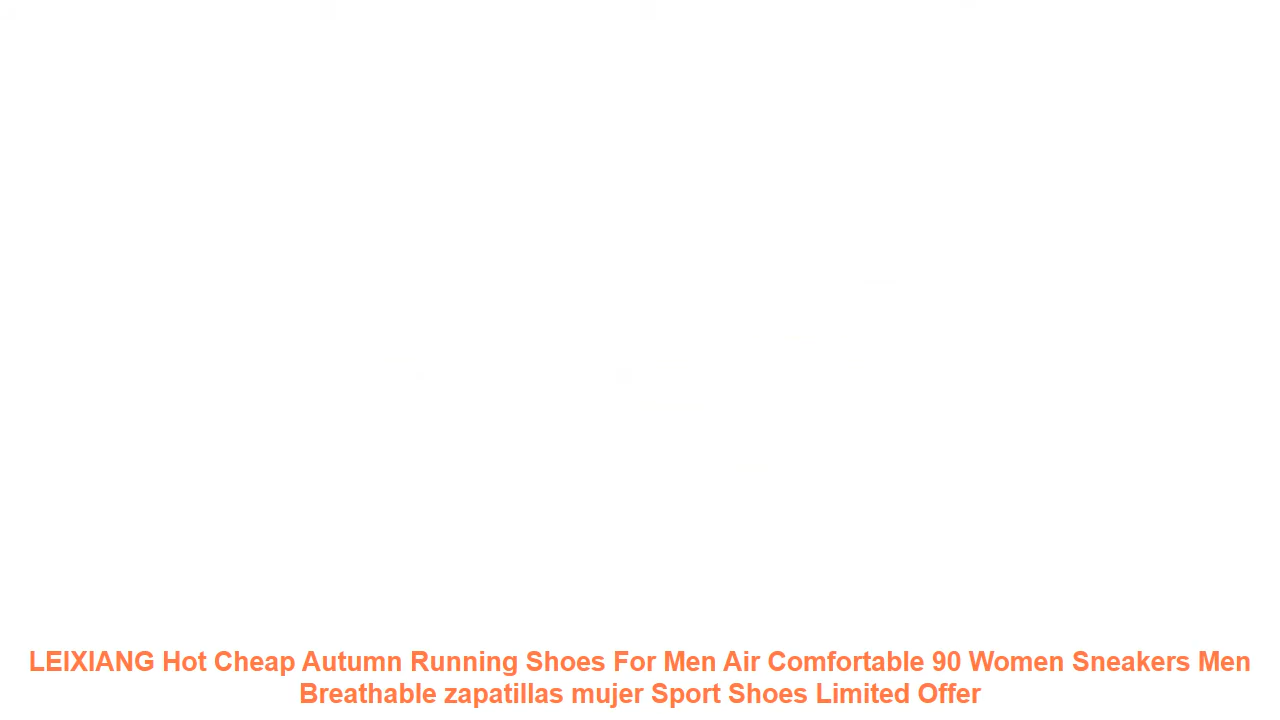 LEIXIANG Hot Cheap Autumn Running Shoes For Men Air Comfortable 90 Women Sneakers Men
Breathable zapatillas mujer Sport Shoes Limited Offer